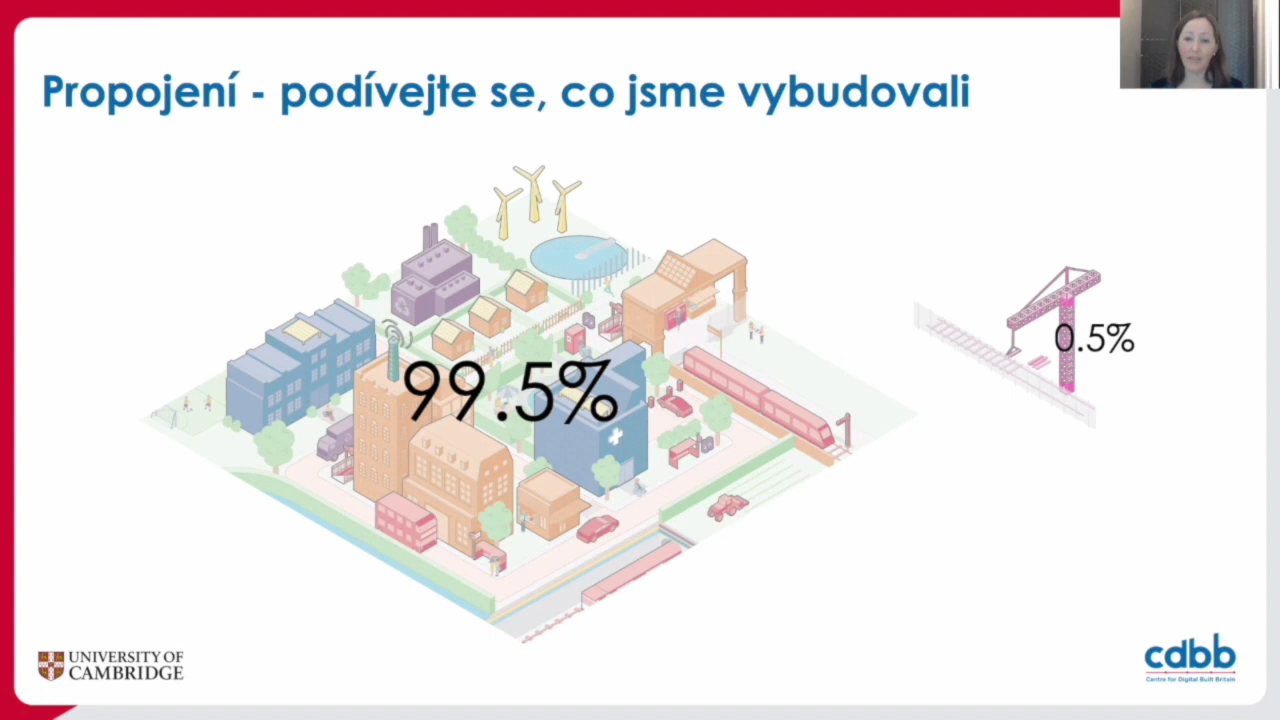 Propojení - podívejte se, co jsme vybudovali
99.5%
0.5%
UNIVERSITY OF
CAMBRIDGE
cdbb
Centre for Digital Built Britain